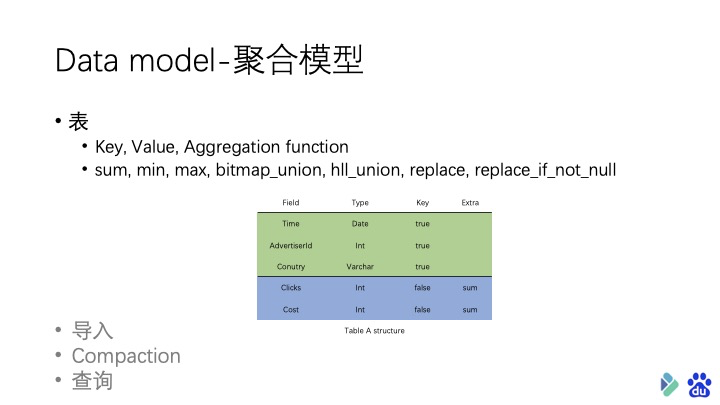 Data model-聚合模型
• 表
• Key, Value, Aggregation function
• sum, min, max, bitmap_union, hll_union, replace, replace_if_not_null
Field Type Key Extra
Time Date true
AdvertiserId Int true
Conutry Varchar true
Clicks Int false sum
Cost Int false sum
Table A structure
• 导入
• Compaction
• 查询
du